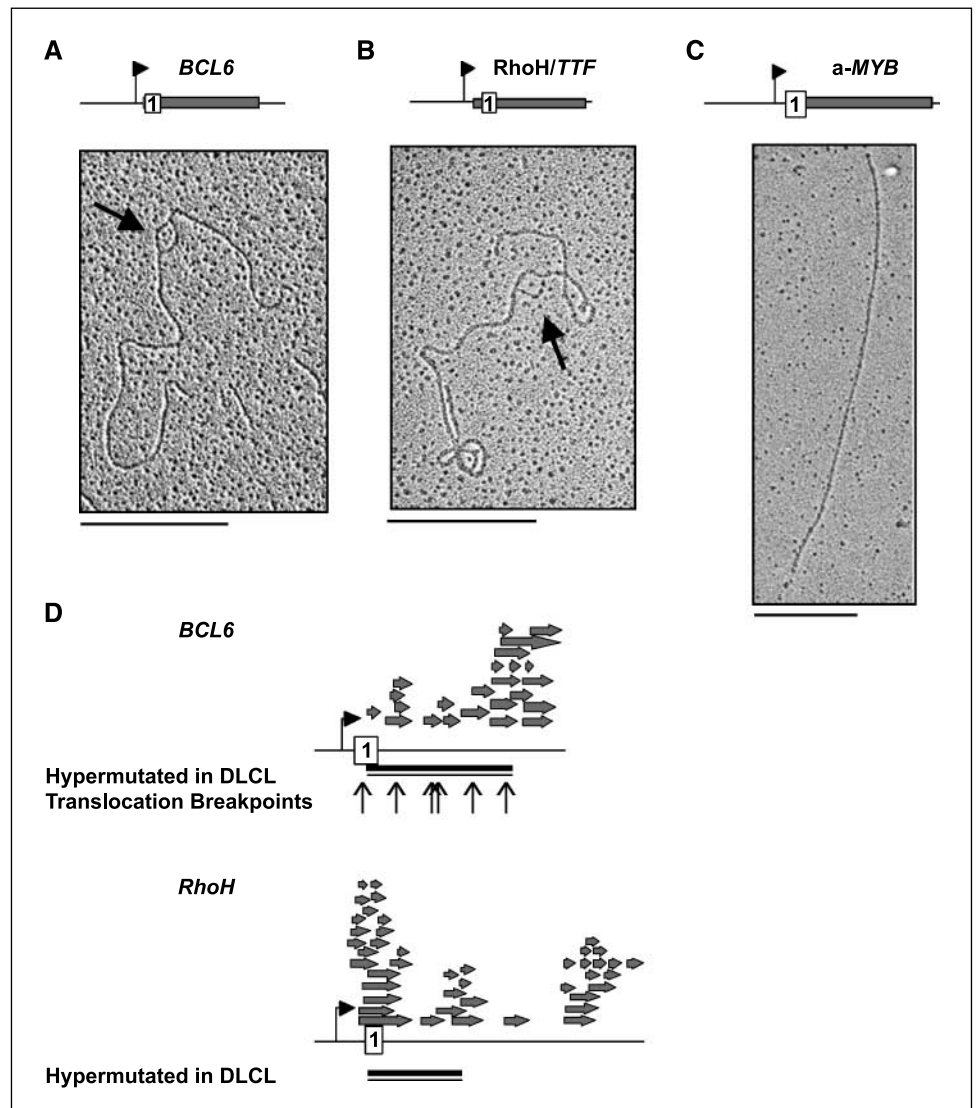 A
BCL6
1
B
RhoH/TTF
1
C
a-MYB
1
D
BCL6
1
Hypermutated in DLCL
Translocation Breakpoints
RhoH
1
Hypermutated in DLCL